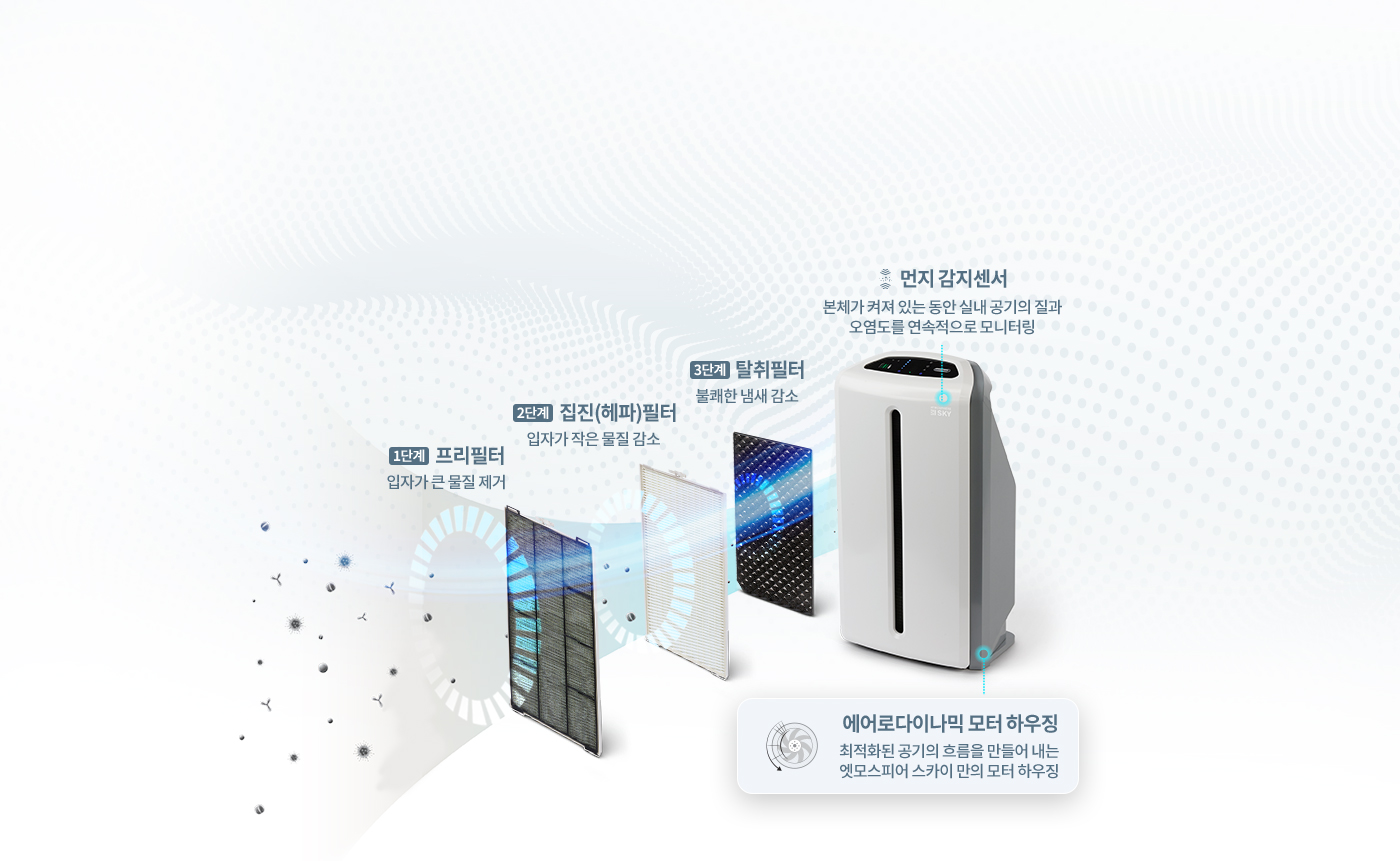 먼지 감지센서
본체가 켜져 있는 동안 실내 공기의 질과
오염도를 연속적으로 모니터링
3단계 탈취필터
불쾌한 냄새 감소
2단계 집진(헤파)필터
입자가 작은 물질 감소
1단계 프리필터
입자가 큰 물질 제거
SKY
에어로다이나믹 모터 하우징
최적화된 공기의 흐름을 만들어 내는
엣모스피어 스카이 만의 모터 하우징